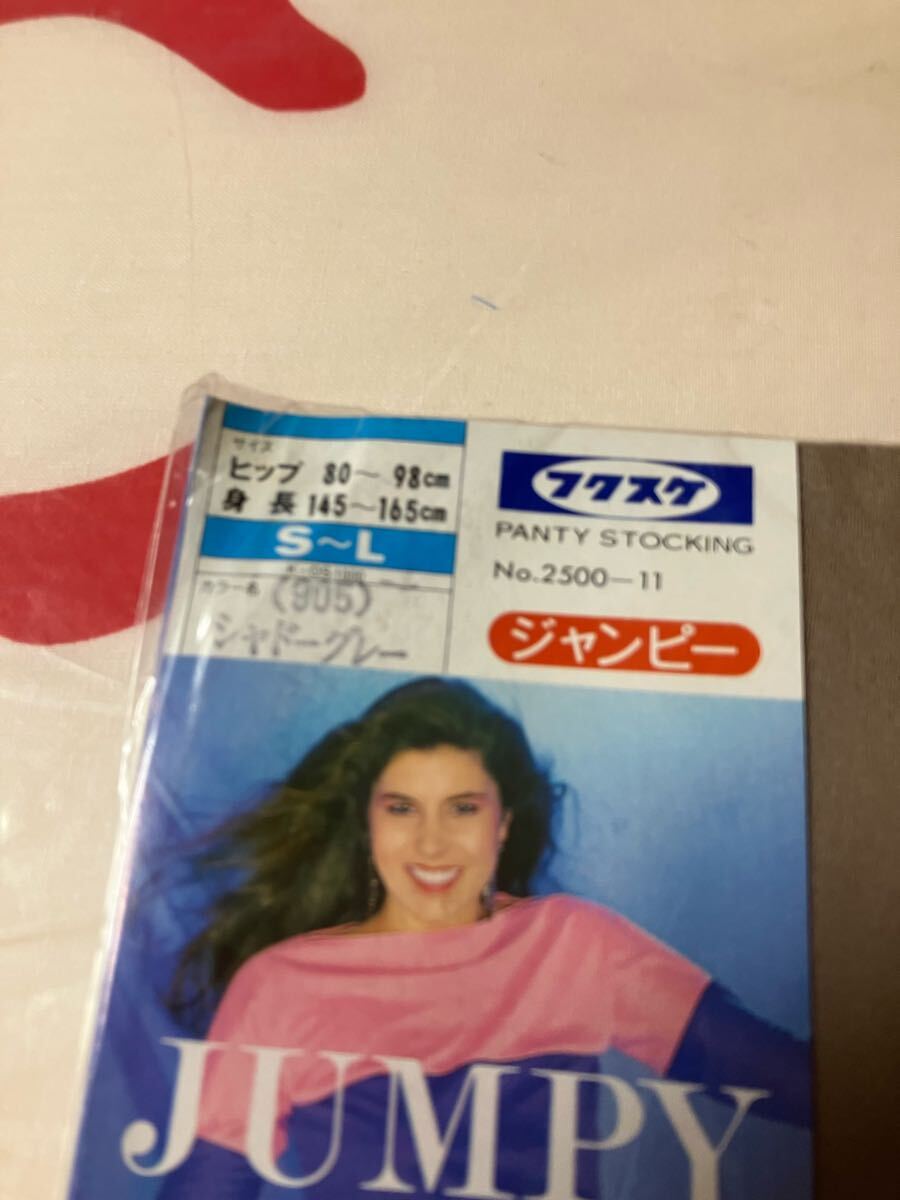 サイズ
ヒップ 80〜98cm
身長 145〜165cm
S〜L
カラー名 (905)
シャドーグレー
フクスケ
PANTY STOCKING
No.2500-11
ジャンピー
JUMPY